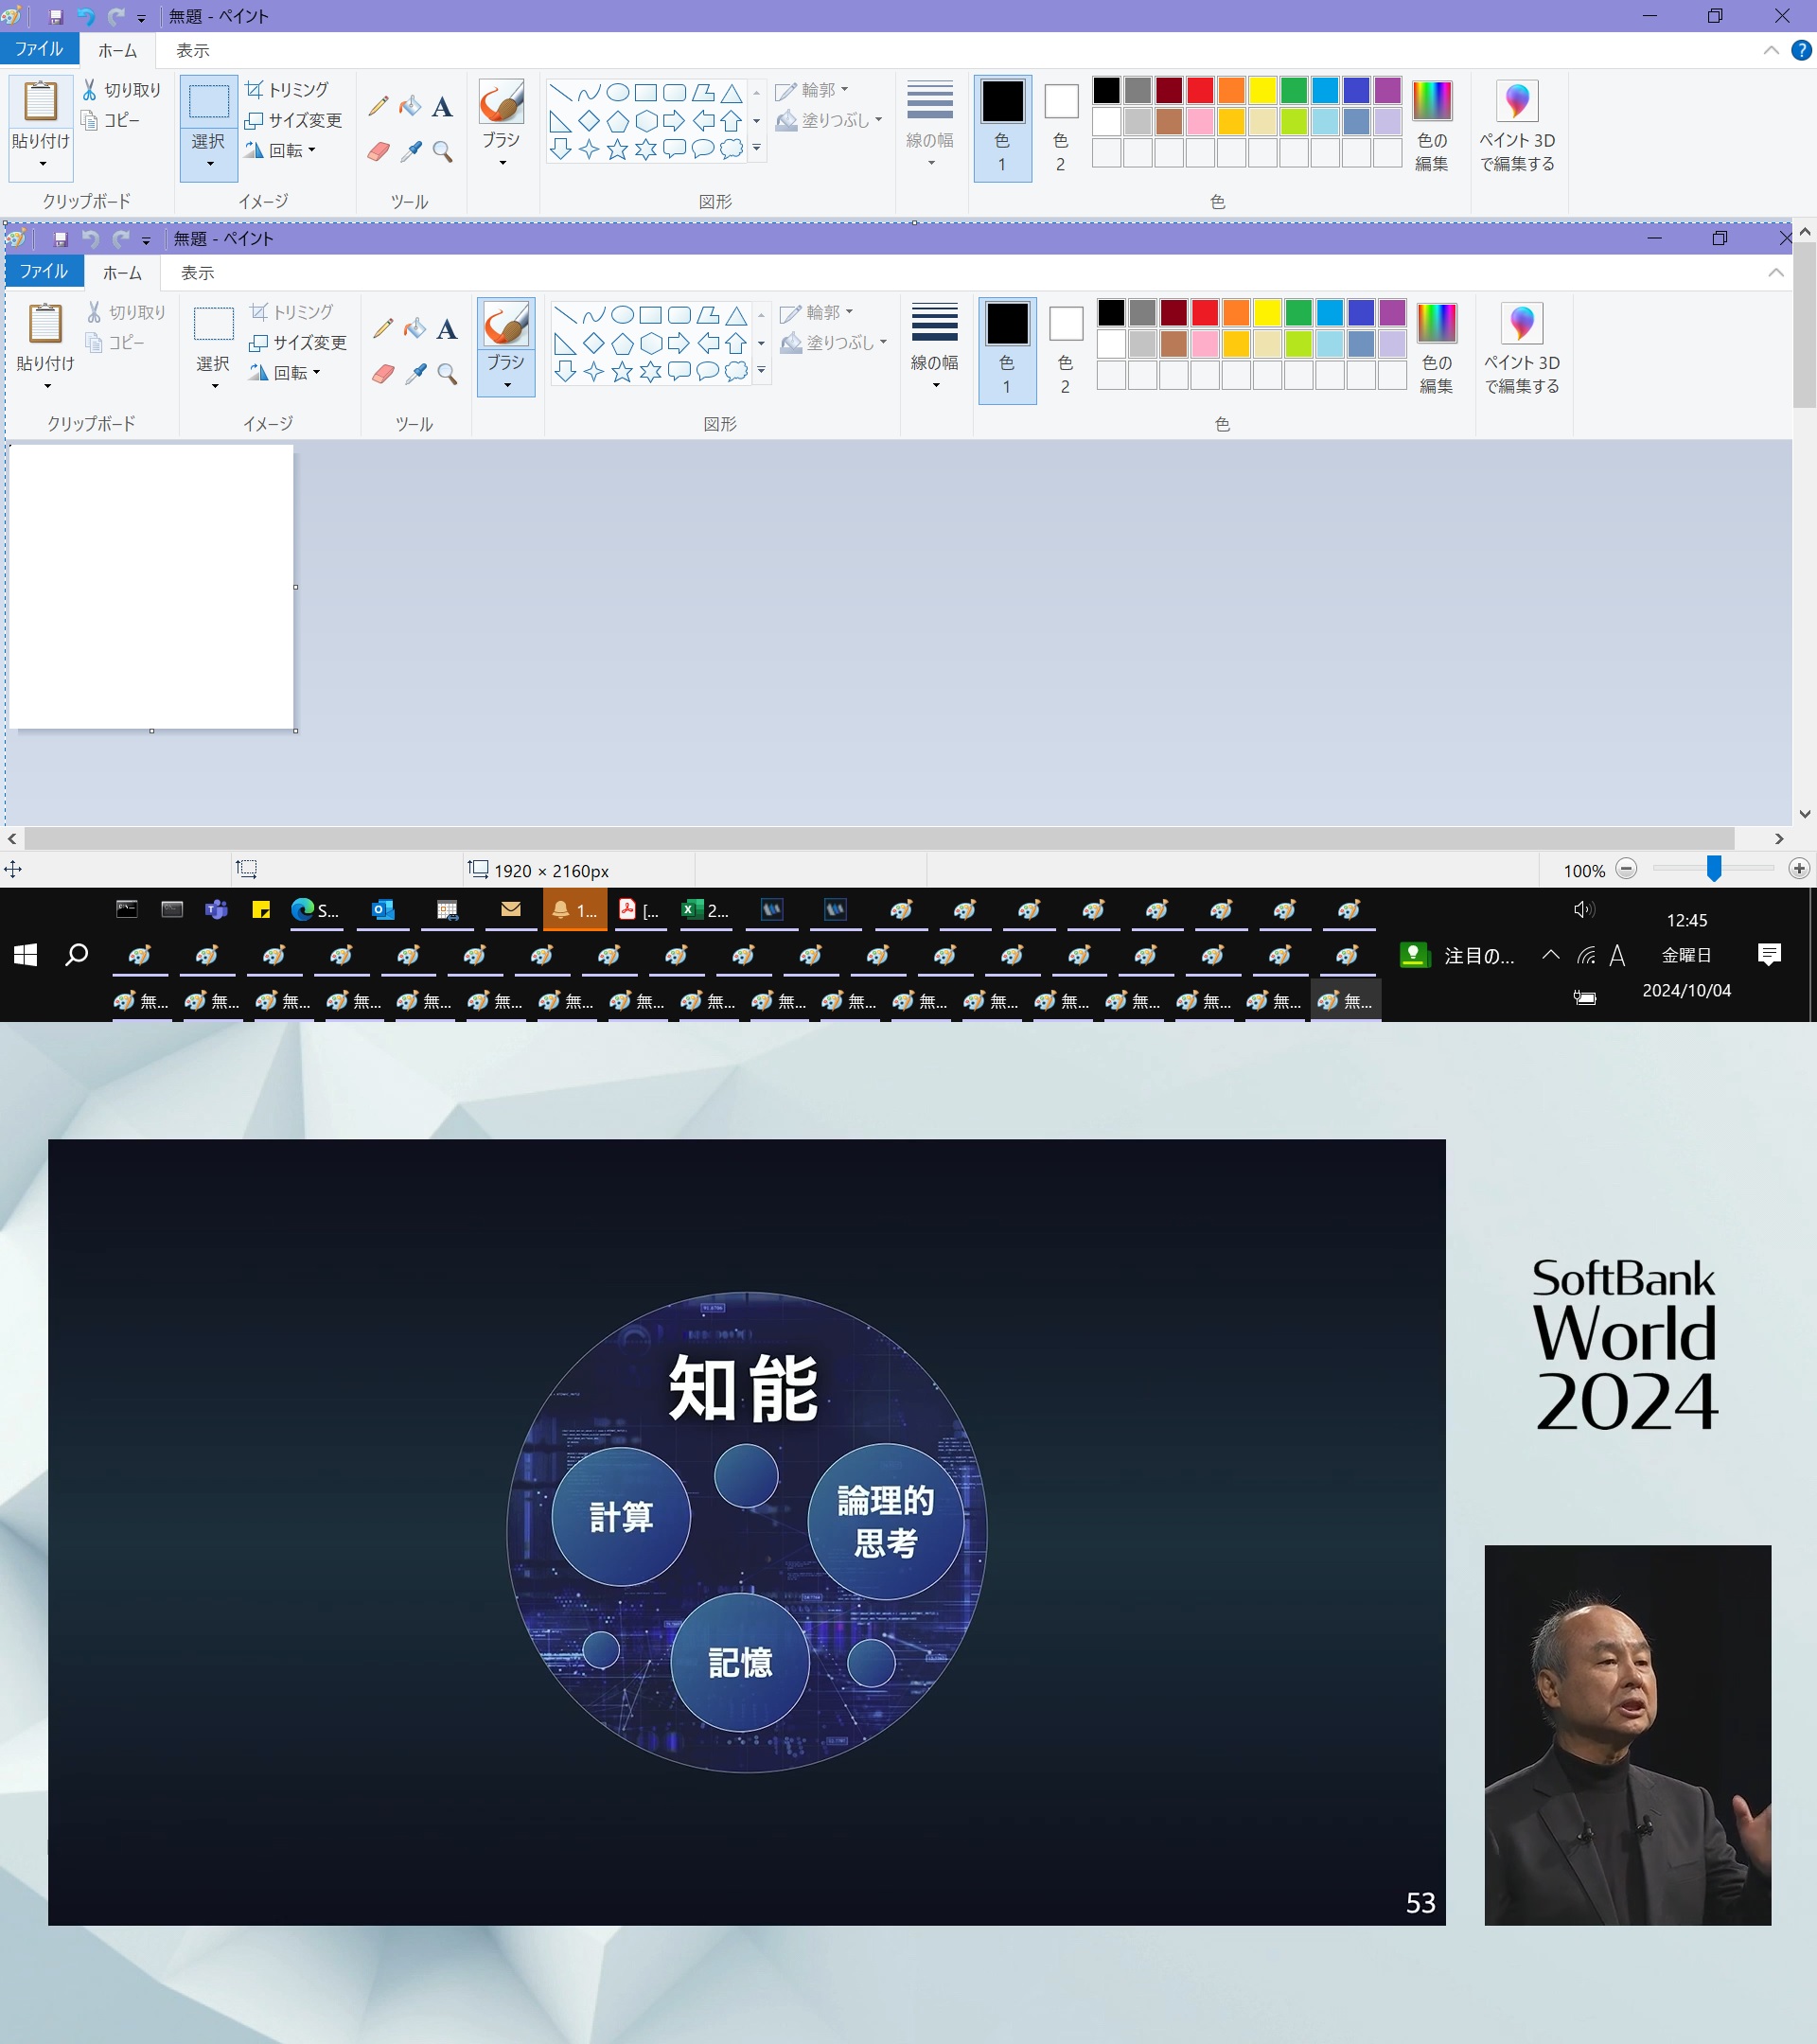 無題 - ペイント
ファイル ホーム 表示
貼り付け 切り取り コピー
クリップボード
選択 トリミング サイズ変更 回転
イメージ
A
ツール
ブラシ
輪郭 塗りつぶし
図形
線の幅
色 1
色 2
色の編集
色
ペイント 3D で編集する
無題 - ペイント
ファイル ホーム 表示
貼り付け 切り取り コピー
クリップボード
選択 トリミング サイズ変更 回転
イメージ
A
ツール
ブラシ
輪郭 塗りつぶし
図形
線の幅
色 1
色 2
色の編集
色
ペイント 3D で編集する
1920 × 2160px
100%
S... 1... [... 2...
注目の... A
無... 無... 無... 無... 無... 無... 無... 無... 無... 無... 無... 無... 無... 無... 無... 無... 無... 無...
12:45
金曜日
2024/10/04
知能
計算
論理的
思考
記憶
53
SoftBank
World
2024